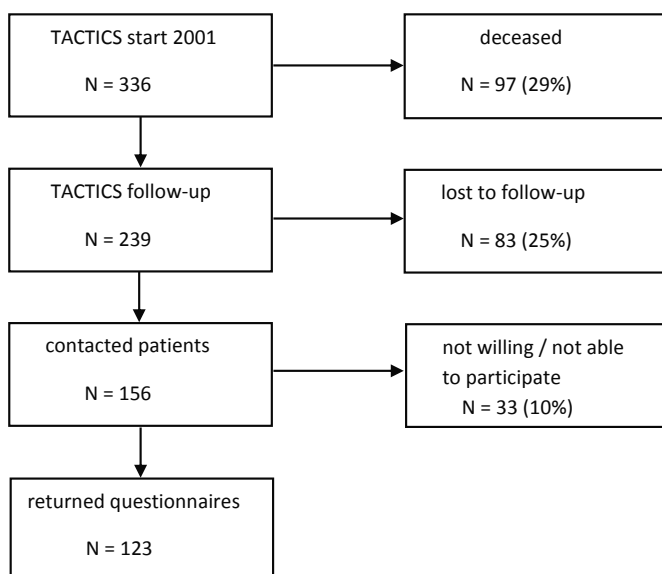 TACTICS start 2001
N = 336
deceased
N = 97 (29%)
TACTICS follow-up
N = 239
lost to follow-up
N = 83 (25%)
contacted patients
N = 156
not willing / not able
to participate
N = 33 (10%)
returned questionnaires
N = 123